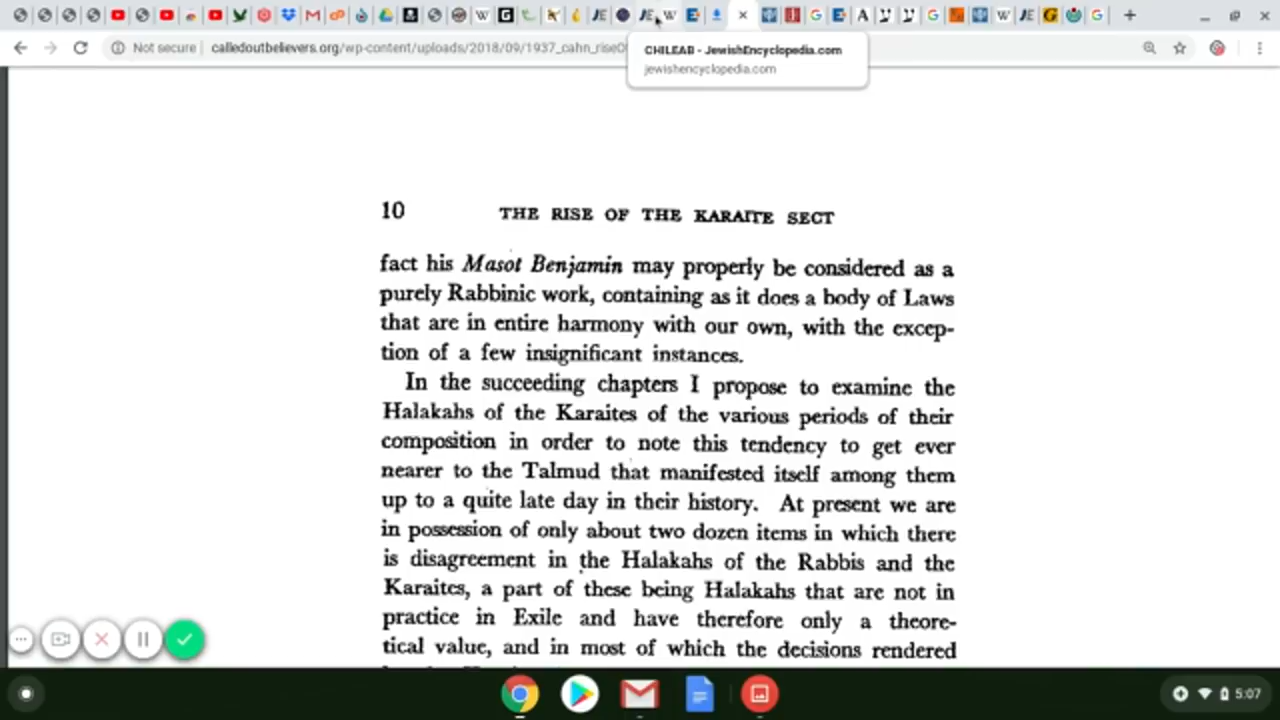 Not secure
calledoutbelievers.org/wp-content/uploads/2018/09/1937_cahn_rise
CHILEAB - JewishEncyclopedia.com
jewishencyclopedia.com
10 THE RISE OF THE KARAITE SECT
fact his Masot Benjamin may properly be considered as a
purely Rabbinic work, containing as it does a body of Laws
that are in entire harmony with our own, with the excep-
tion of a few insignificant instances.
In the succeeding chapters I propose to examine the
Halakahs of the Karaites of the various periods of their
composition in order to note this tendency to get ever
nearer to the Talmud that manifested itself among them
up to a quite late day in their history. At present we are
in possession of only about two dozen items in which there
is disagreement in the Halakahs of the Rabbis and the
Karaites, a part of these being Halakahs that are not in
practice in Exile and have therefore only a theore-
tical value, and in most of which the decisions rendered
5:07